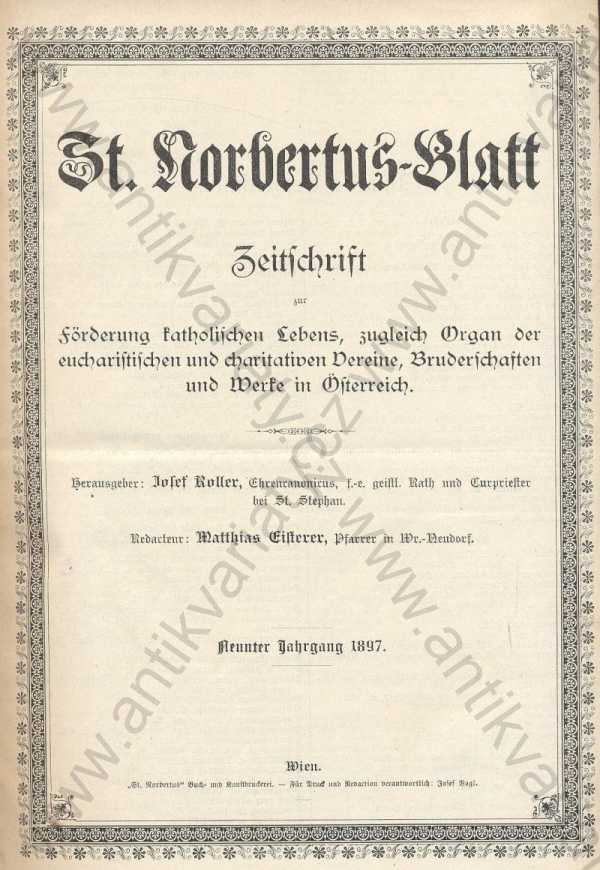 St. Norbertus-Blatt
Zeitschrift
zur
Förderung katholischen Lebens, zugleich Organ der
eucharistischen und charitativen Vereine, Bruderschaften
und Werke in Österreich.
Herausgeber: Josef Koller, Ehrencanonicus, f.-e. geistl. Rath und Curpriester
bei St. Stephan.
Redacteur: Matthias Eisterer, Pfarrer in Wr.-Neudorf.
Neunter Jahrgang 1897.
Wien.
„St. Norbertus“ Buch- und Kunstdruckerei. — Für Druck und Redaction verantwortlich: Josef Vogl.
www.antikvariaty.cz
www.antikvariaty.cz
www.antikvariaty.cz